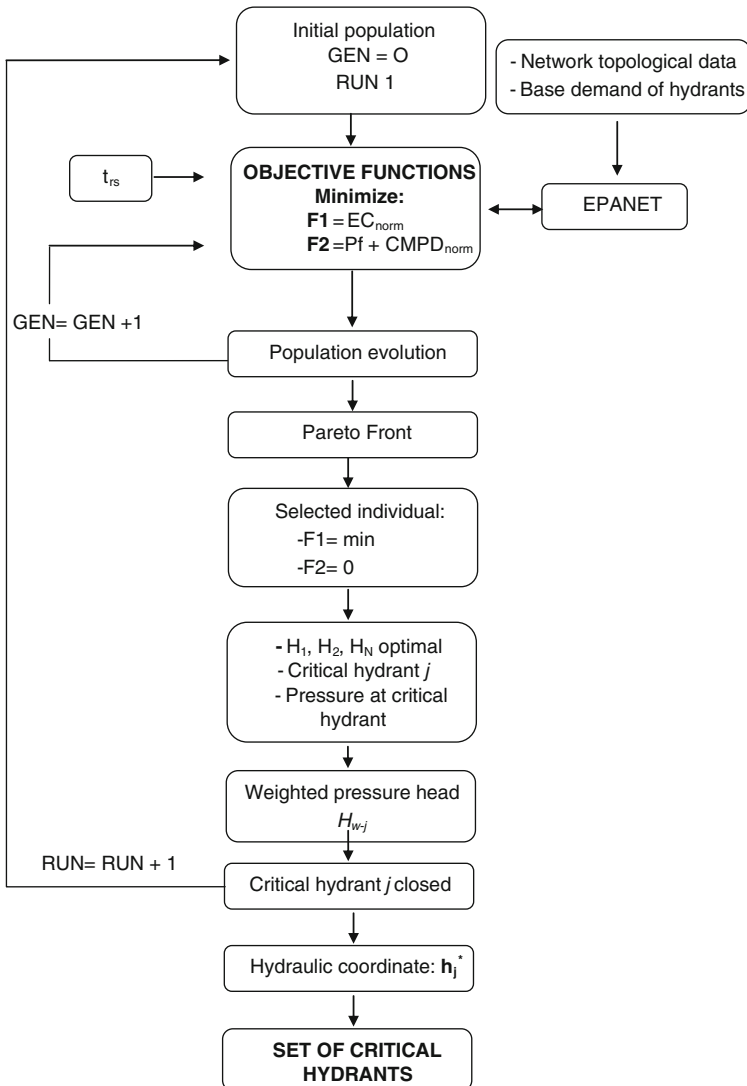 Initial population
GEN = O
RUN 1
- Network topological data
- Base demand of hydrants
t_rs
OBJECTIVE FUNCTIONS
Minimize:
F1 = EC_norm
F2 =Pf + CMPD_norm
EPANET
GEN= GEN +1
Population evolution
Pareto Front
Selected individual:
-F1= min
-F2= 0
- H_1, H_2, H_N optimal
- Critical hydrant j
- Pressure at critical
hydrant
Weighted pressure head
H_w-j
RUN= RUN + 1
Critical hydrant j closed
Hydraulic coordinate: h_j^*
SET OF CRITICAL
HYDRANTS